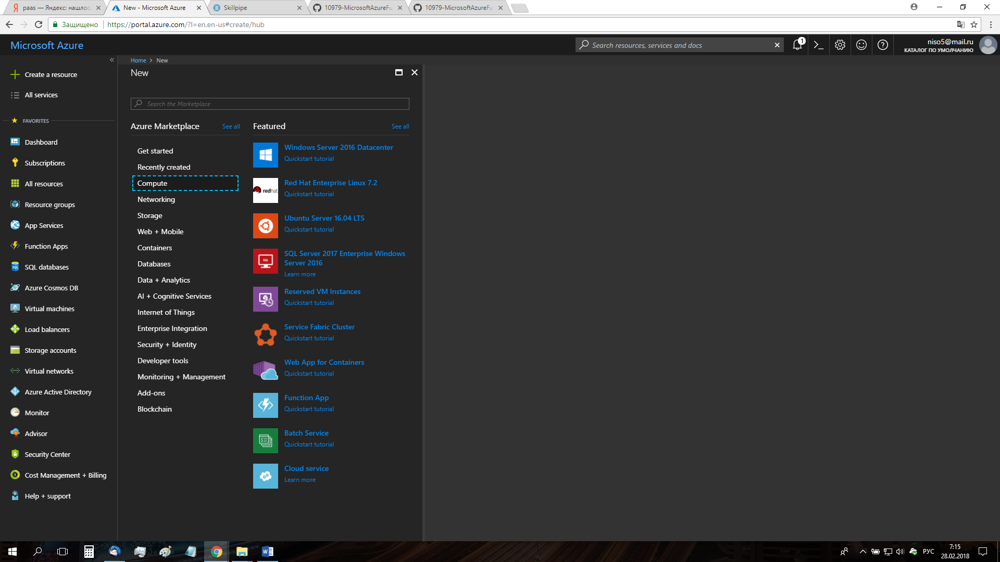 paas — Яндекс: нашлос
New - Microsoft Azure
Skillpipe
10979-MicrosoftAzureFu
10979-MicrosoftAzureFu
Защищено
https://portal.azure.com/?l=en.en-us#create/hub
Microsoft Azure
Search resources, services and docs
1
niso5@mail.ru
КАТАЛОГ ПО УМОЛЧАНИЮ
Home > New
New
Create a resource
All services
FAVORITES
Dashboard
Subscriptions
All resources
Resource groups
App Services
Function Apps
SQL databases
Azure Cosmos DB
Virtual machines
Load balancers
Storage accounts
Virtual networks
Azure Active Directory
Monitor
Advisor
Security Center
Cost Management + Billing
Help + support
Search the Marketplace
Azure Marketplace
See all
Get started
Recently created
Compute
Networking
Storage
Web + Mobile
Containers
Databases
Data + Analytics
AI + Cognitive Services
Internet of Things
Enterprise Integration
Security + Identity
Developer tools
Monitoring + Management
Add-ons
Blockchain
Featured
See all
Windows Server 2016 Datacenter
Quickstart tutorial
redhat
Red Hat Enterprise Linux 7.2
Quickstart tutorial
Ubuntu Server 16.04 LTS
Quickstart tutorial
SQL
SQL Server 2017 Enterprise Windows
Server 2016
Learn more
Reserved VM Instances
Quickstart tutorial
Service Fabric Cluster
Quickstart tutorial
Web App for Containers
Quickstart tutorial
Function App
Quickstart tutorial
Batch Service
Quickstart tutorial
Cloud service
Learn more
РУС
7:15
28.02.2018